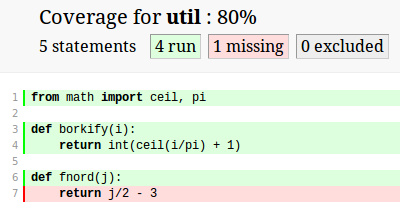 Coverage for util : 80%
5 statements 4 run 1 missing 0 excluded
1 from math import ceil, pi
2
3 def borkify(i):
4     return int(ceil(i/pi) + 1)
5
6 def fnord(j):
7     return j/2 - 3